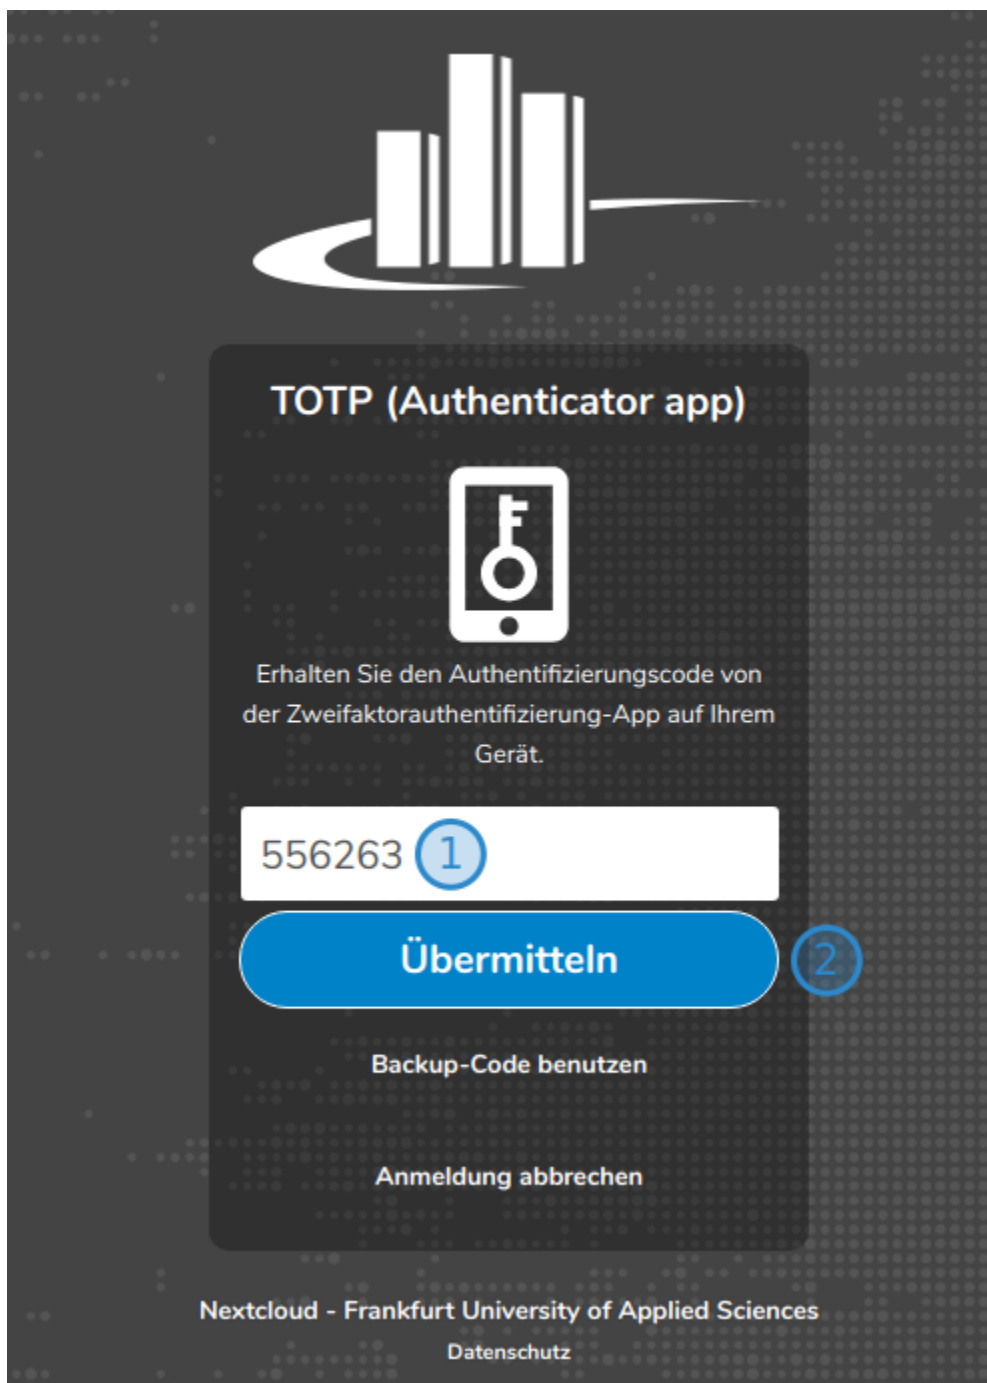 TOTP (Authenticator app)
Erhalten Sie den Authentifizierungscode von
der Zweifaktorauthentifizierung-App auf Ihrem
Gerät.
556263 1
Übermitteln 2
Backup-Code benutzen
Anmeldung abbrechen
Nextcloud - Frankfurt University of Applied Sciences
Datenschutz